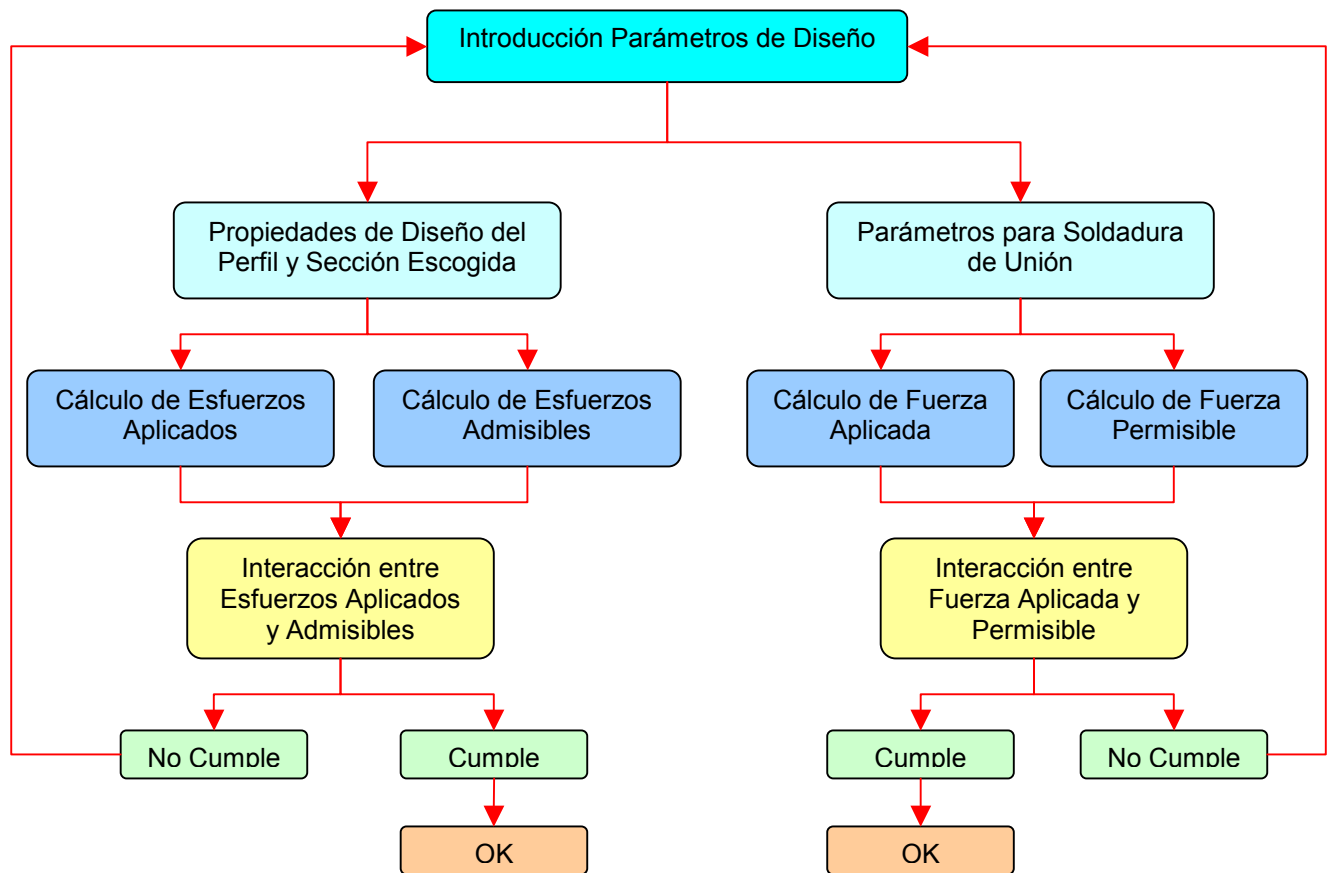 Introducción Parámetros de Diseño
Propiedades de Diseño del
Perfil y Sección Escogida
Parámetros para Soldadura
de Unión
Cálculo de Esfuerzos
Aplicados
Cálculo de Esfuerzos
Admisibles
Cálculo de Fuerza
Aplicada
Cálculo de Fuerza
Permisible
Interacción entre
Esfuerzos Aplicados
y Admisibles
Interacción entre
Fuerza Aplicada y
Permisible
No Cumple
Cumple
Cumple
No Cumple
OK
OK